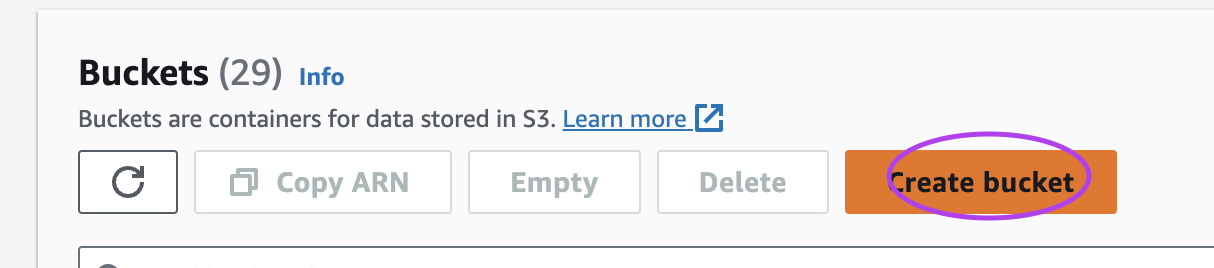 Buckets (29) Info
Buckets are containers for data stored in S3. Learn more
Copy ARN Empty Delete Create bucket